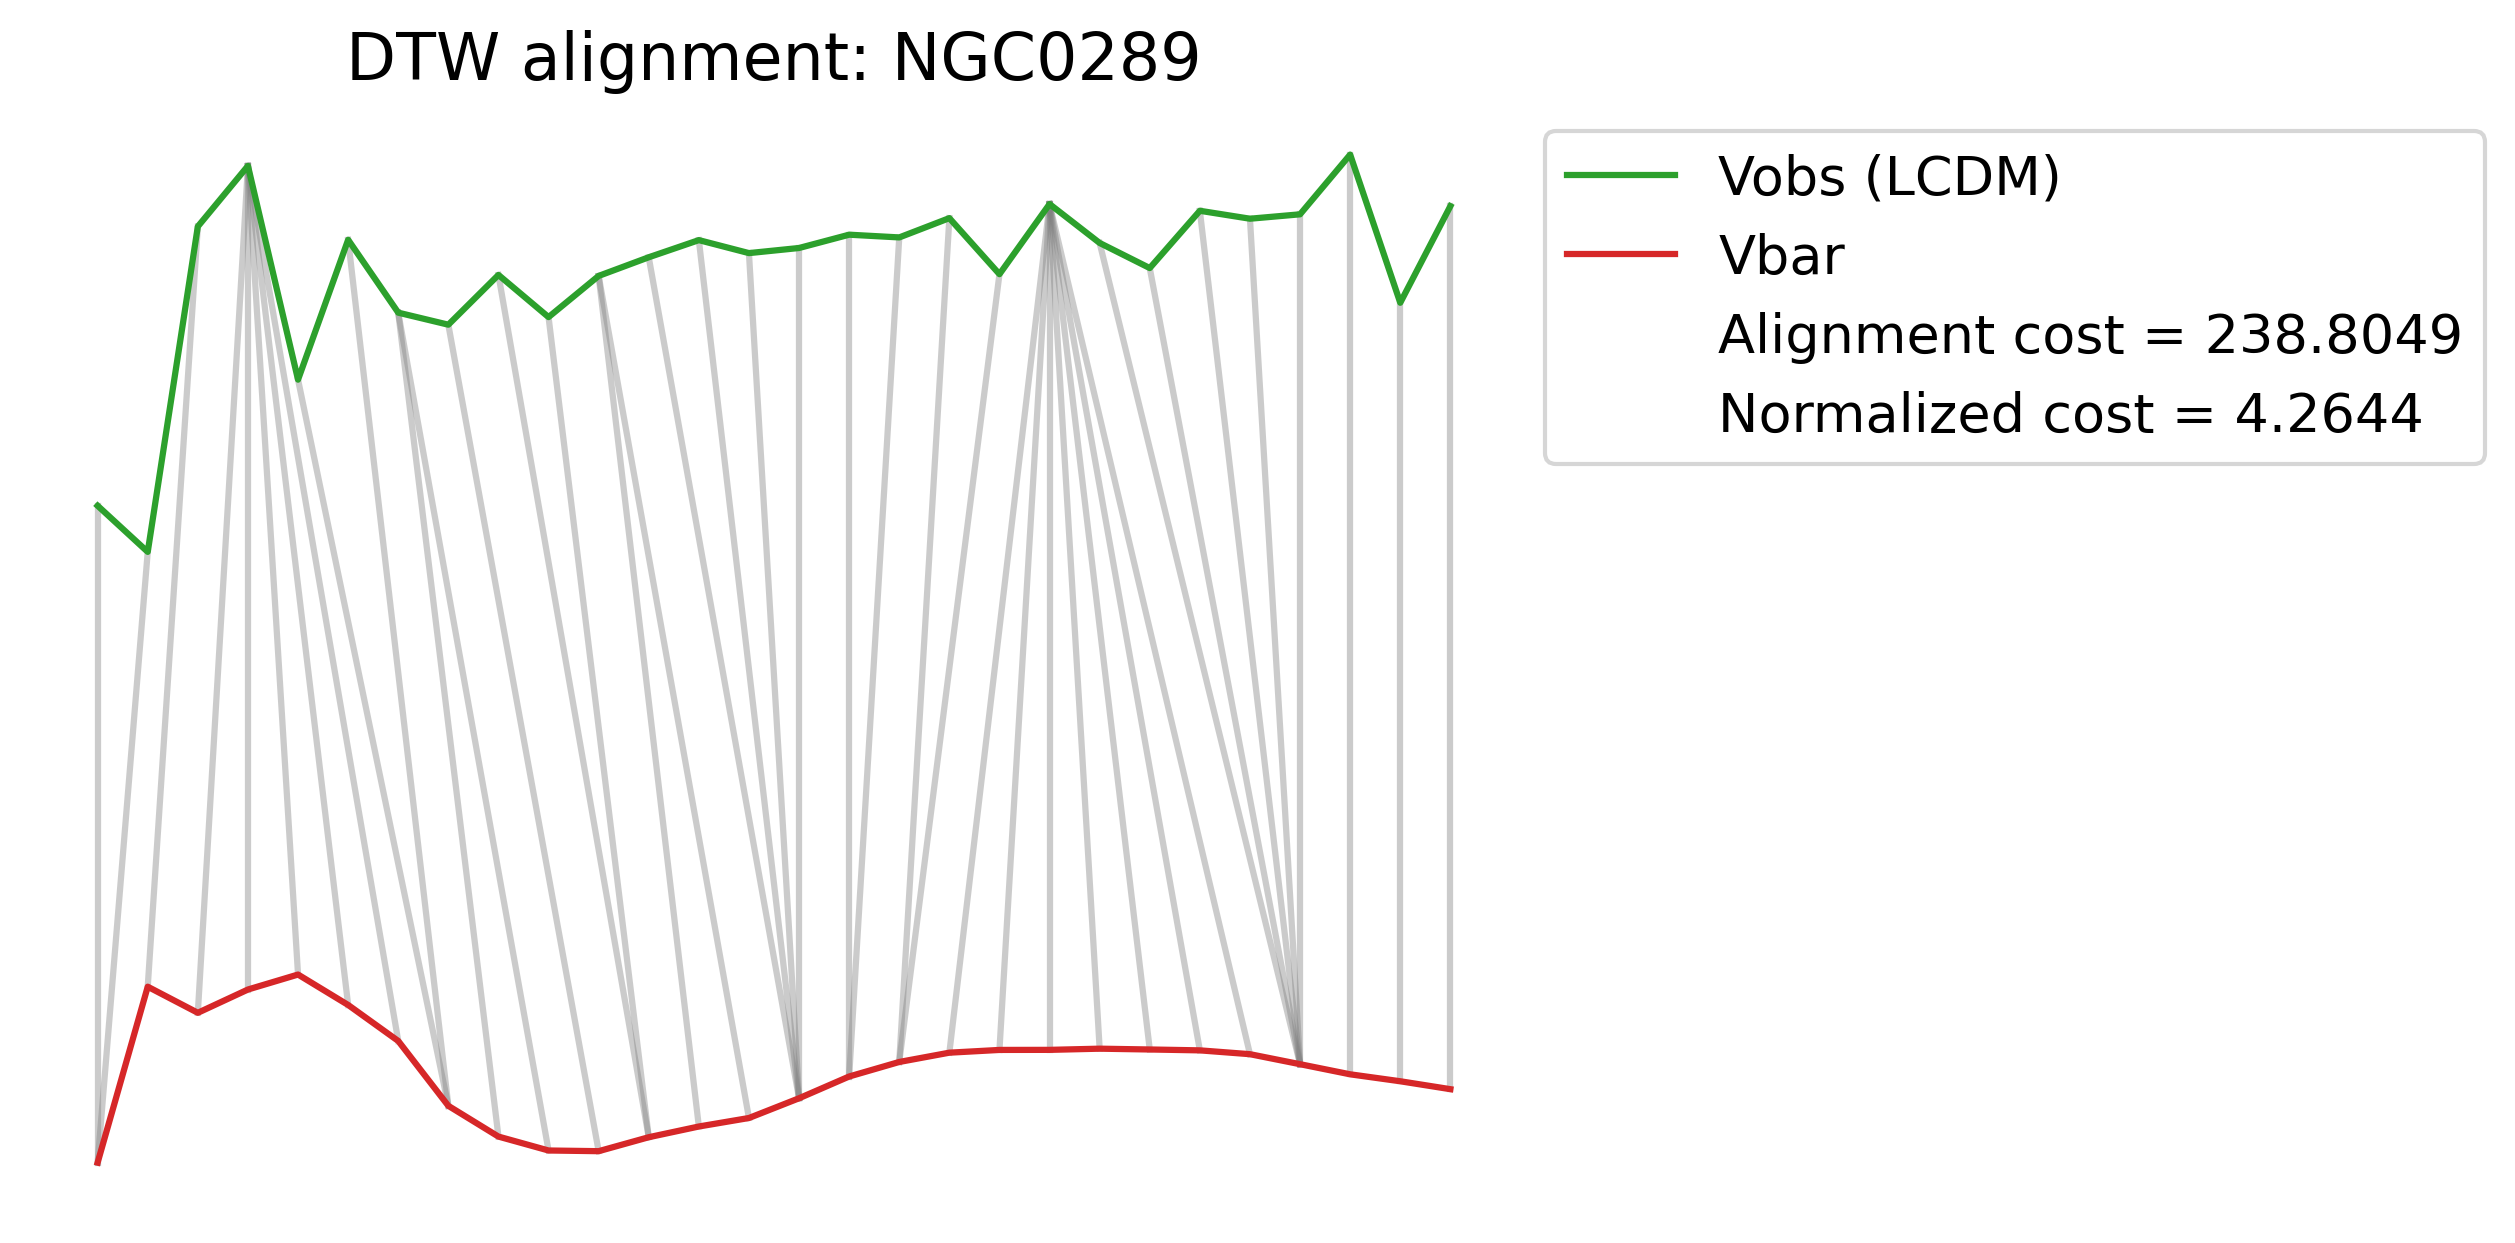 DTW alignment: NGC0289
Vobs (LCDM)
Vbar
Alignment cost = 238.8049
Normalized cost = 4.2644